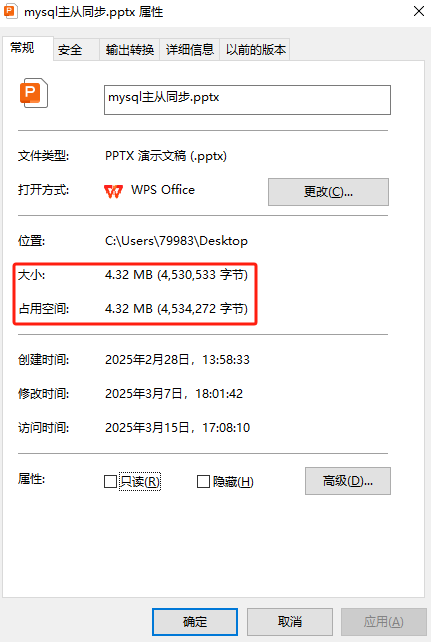 mysql主从同步.pptx 属性
常规 安全 输出转换 详细信息 以前的版本
mysql主从同步.pptx
文件类型: PPTX 演示文稿 (.pptx)
打开方式: WPS Office 更改(C)...
位置: C:\Users\79983\Desktop
大小: 4.32 MB (4,530,533 字节)
占用空间: 4.32 MB (4,534,272 字节)
创建时间: 2025年2月28日，13:58:33
修改时间: 2025年3月7日，18:01:42
访问时间: 2025年3月15日，17:08:10
属性: 只读(R) 隐藏(H) 高级(D)...
确定 取消 应用(A)